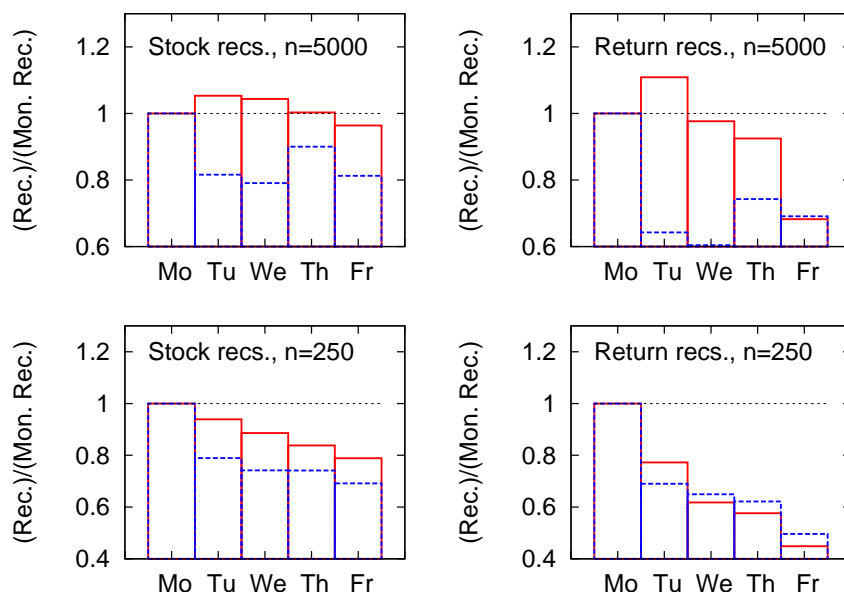 (Rec.)/(Mon. Rec.)
1.2
1
0.8
0.6
Stock recs., n=5000
Mo Tu We Th Fr
(Rec.)/(Mon. Rec.)
1.2
1
0.8
0.6
Return recs., n=5000
Mo Tu We Th Fr
(Rec.)/(Mon. Rec.)
1.2
1
0.8
0.6
0.4
Stock recs., n=250
Mo Tu We Th Fr
(Rec.)/(Mon. Rec.)
1.2
1
0.8
0.6
0.4
Return recs., n=250
Mo Tu We Th Fr